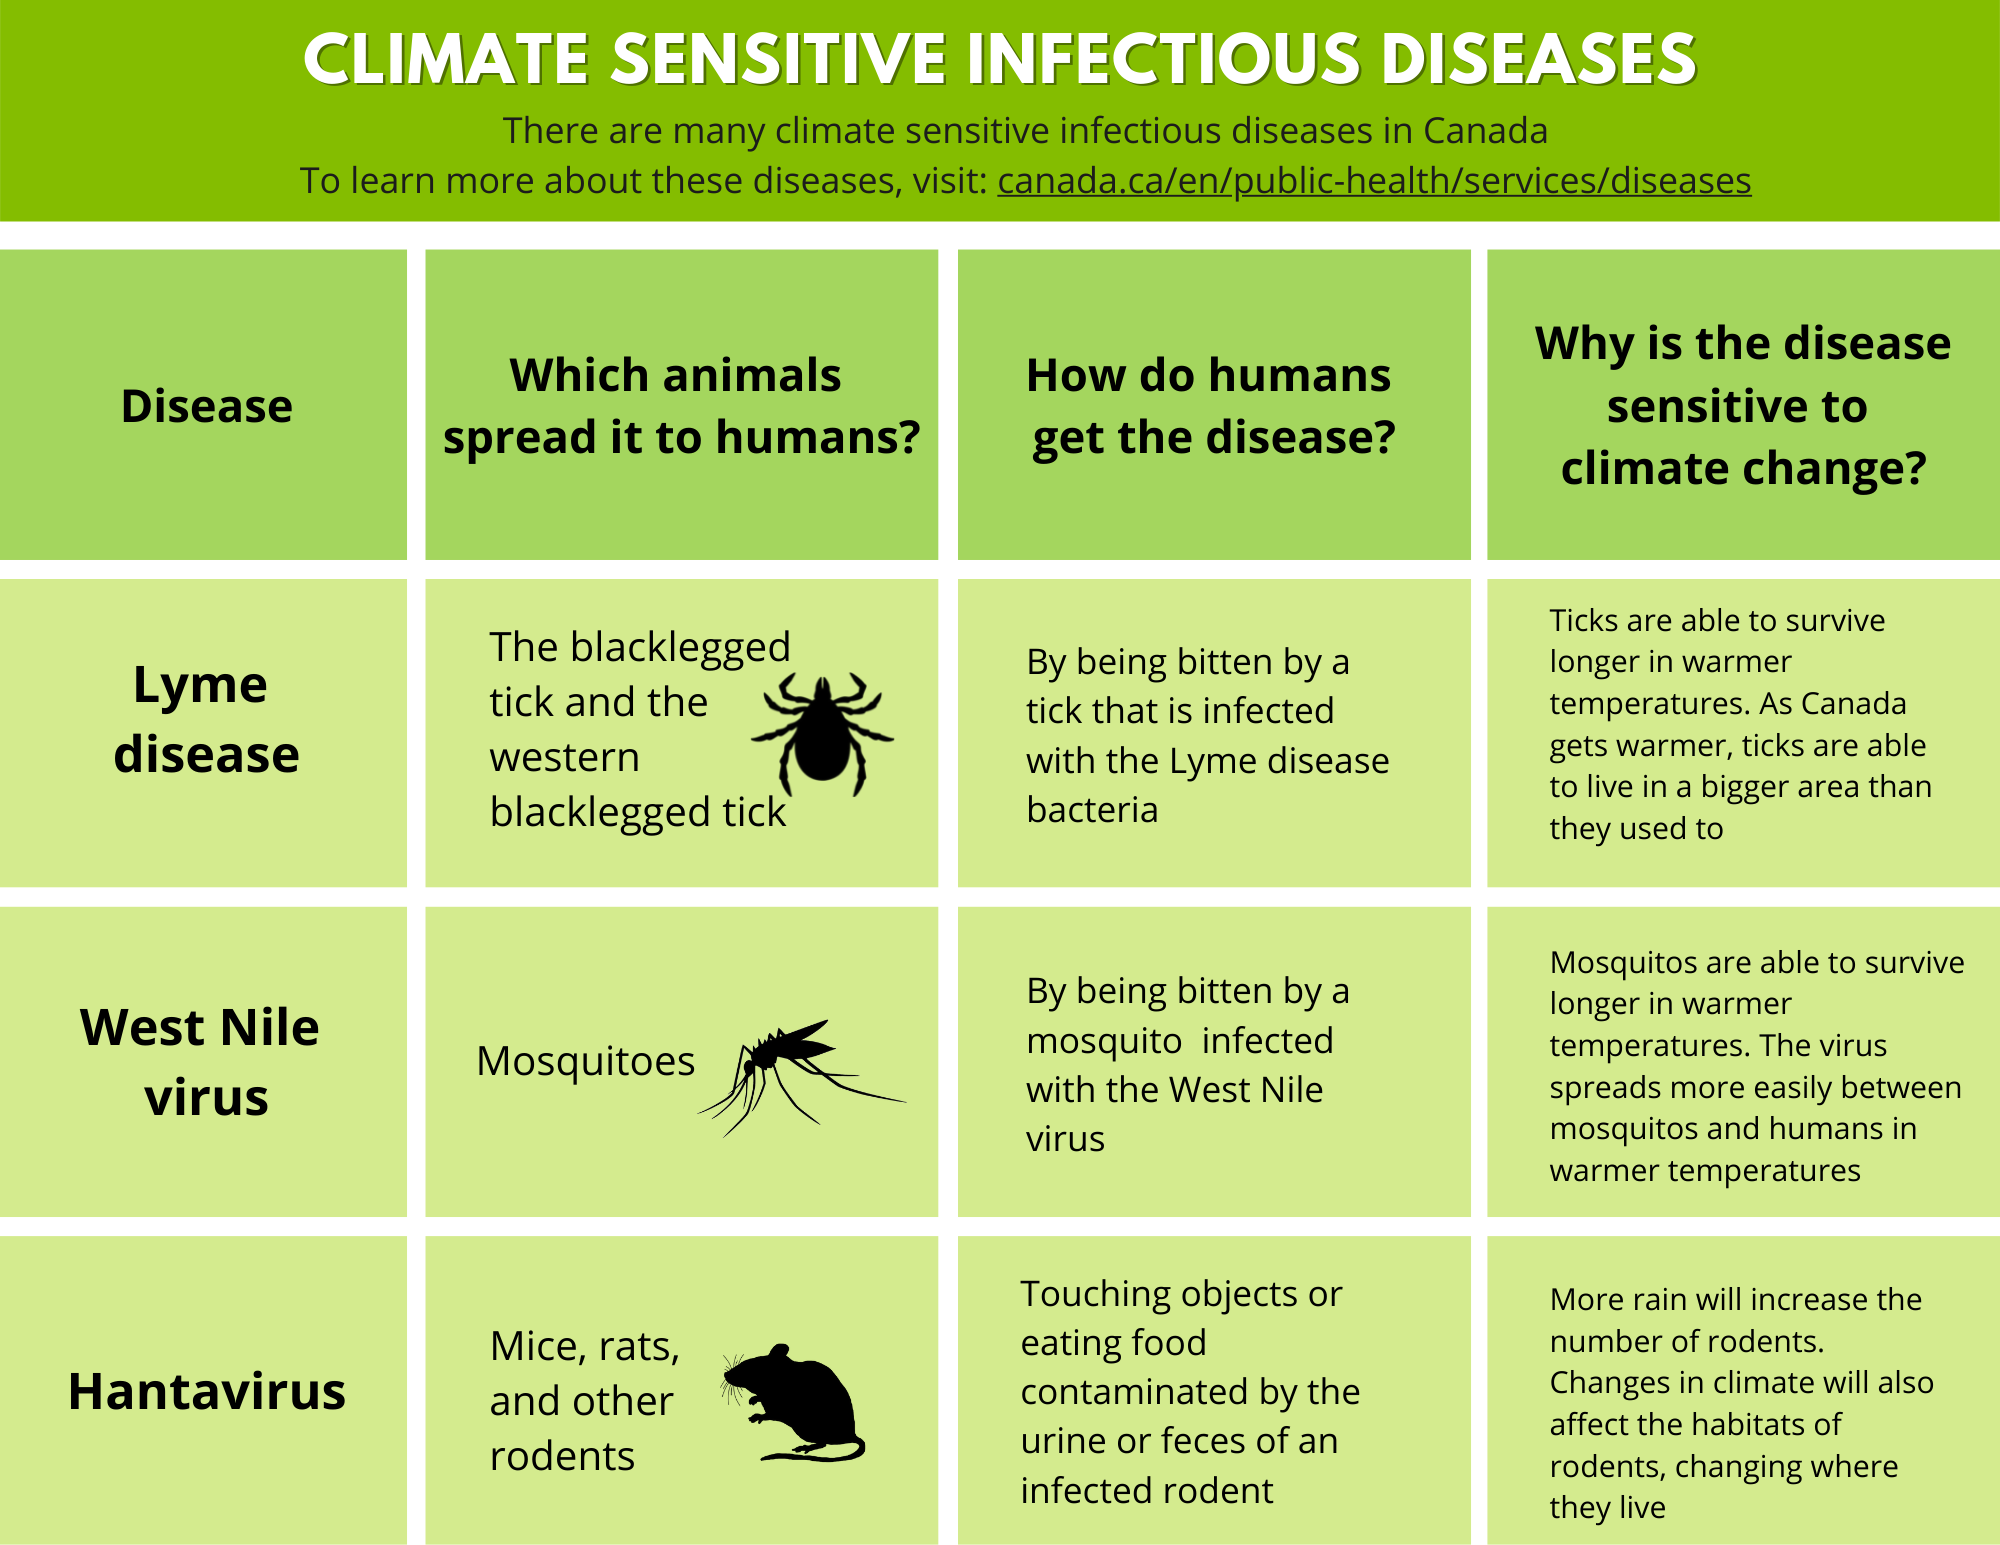 CLIMATE SENSITIVE INFECTIOUS DISEASES
There are many climate sensitive infectious diseases in Canada
To learn more about these diseases, visit: canada.ca/en/public-health/services/diseases
Disease
Which animals
spread it to humans?
How do humans
get the disease?
Why is the disease
sensitive to
climate change?
Lyme
disease
The blacklegged
tick and the
western
blacklegged tick
By being bitten by a
tick that is infected
with the Lyme disease
bacteria
Ticks are able to survive
longer in warmer
temperatures. As Canada
gets warmer, ticks are able
to live in a bigger area than
they used to
West Nile
virus
Mosquitoes
By being bitten by a
mosquito  infected
with the West Nile
virus
Mosquitos are able to survive
longer in warmer
temperatures. The virus
spreads more easily between
mosquitos and humans in
warmer temperatures
Hantavirus
Mice, rats,
and other
rodents
Touching objects or
eating food
contaminated by the
urine or feces of an
infected rodent
More rain will increase the
number of rodents.
Changes in climate will also
affect the habitats of
rodents, changing where
they live